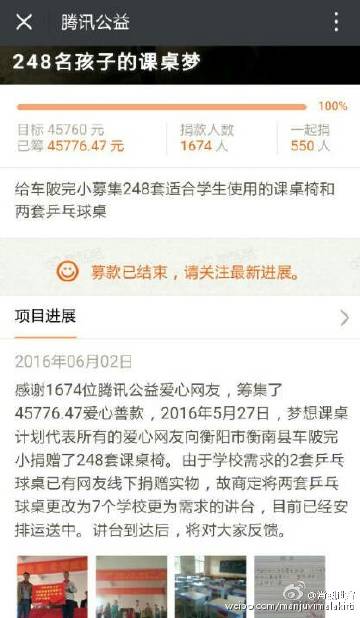 腾讯公益
248名孩子的课桌梦
100%
目标 45760 元
已筹 45776.47 元
捐款人数
1674 人
一起捐
550 人
给车陂完小募集248套适合学生使用的课桌椅和
两套乒乓球桌
募款已结束，请关注最新进展。
项目进展
2016年06月02日
感谢1674位腾讯公益爱心网友，筹集了
45776.47爱心善款，2016年5月27日，梦想课桌
计划代表所有的爱心网友向衡阳市衡南县车陂完
小捐赠了248套课桌椅。由于学校需求的2套乒乓
球桌已有网友线下捐赠实物，故商定将两套乒乓
球桌更改为7个学校更为需求的讲台，目前已经安
排运送中。讲台到达后，将对大家反馈。
weibo.com/manjuvimalakirti